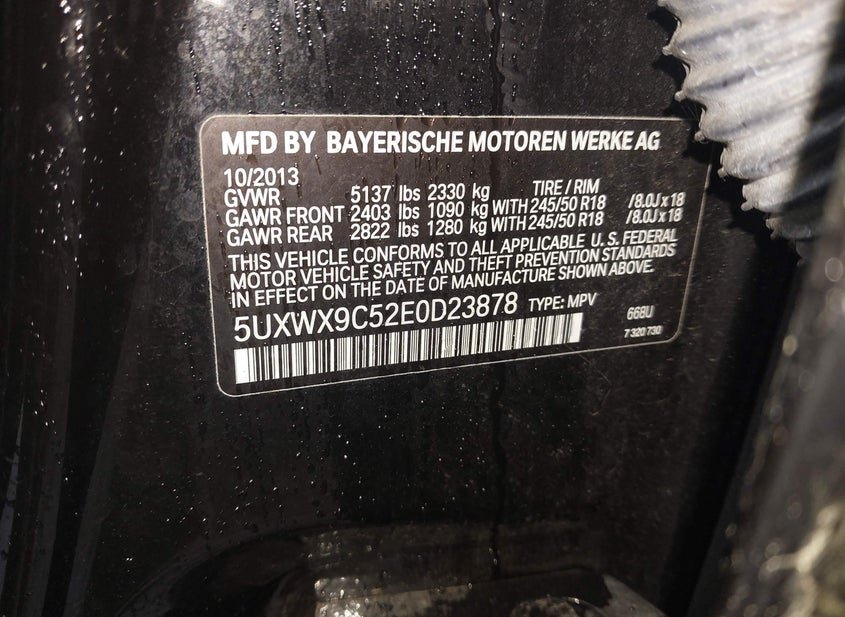 MFD BY BAYERISCHE MOTOREN WERKE AG
10/2013
GVWR 5137 lbs 2330 kg TIRE / RIM
GAWR FRONT 2403 lbs 1090 kg WITH 245/50 R18 /8.0J x 18
GAWR REAR 2822 lbs 1280 kg WITH 245/50 R18 /8.0J x 18
THIS VEHICLE CONFORMS TO ALL APPLICABLE U.S. FEDERAL
MOTOR VEHICLE SAFETY AND THEFT PREVENTION STANDARDS
IN EFFECT ON THE DATE OF MANUFACTURE SHOWN ABOVE.
5UXWX9C52E0D23878 TYPE: MPV 668U
7 320 730